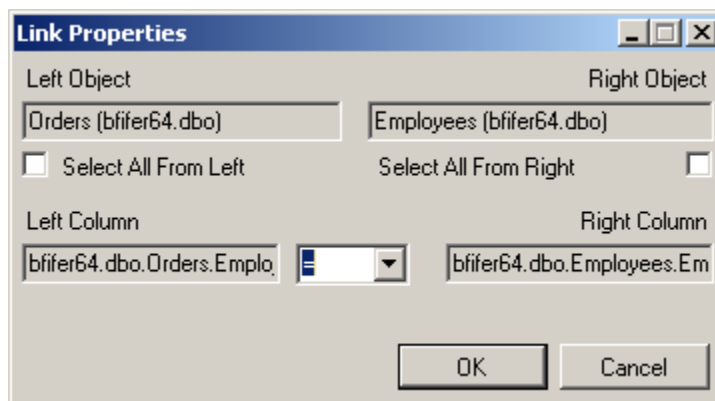 Link Properties
Left Object Right Object
Orders (bfifer64.dbo) Employees (bfifer64.dbo)
Select All From Left Select All From Right
Left Column Right Column
bfifer64.dbo.Orders.Emplo = bfifer64.dbo.Employees.Em
OK Cancel